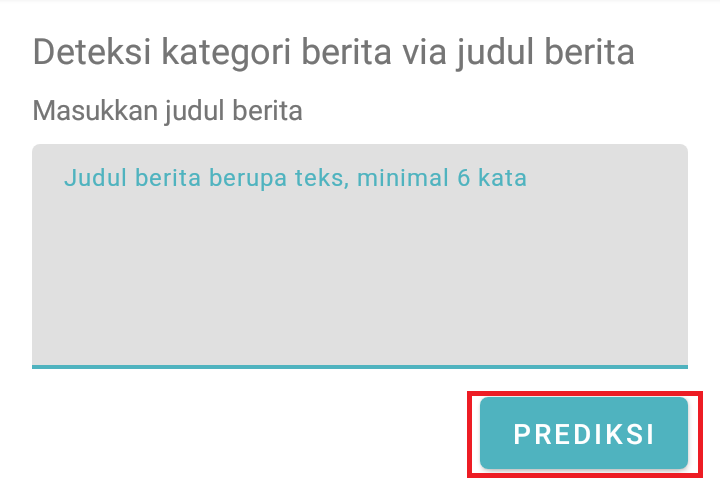 Deteksi kategori berita via judul berita
Masukkan judul berita
Judul berita berupa teks, minimal 6 kata
PREDIKSI